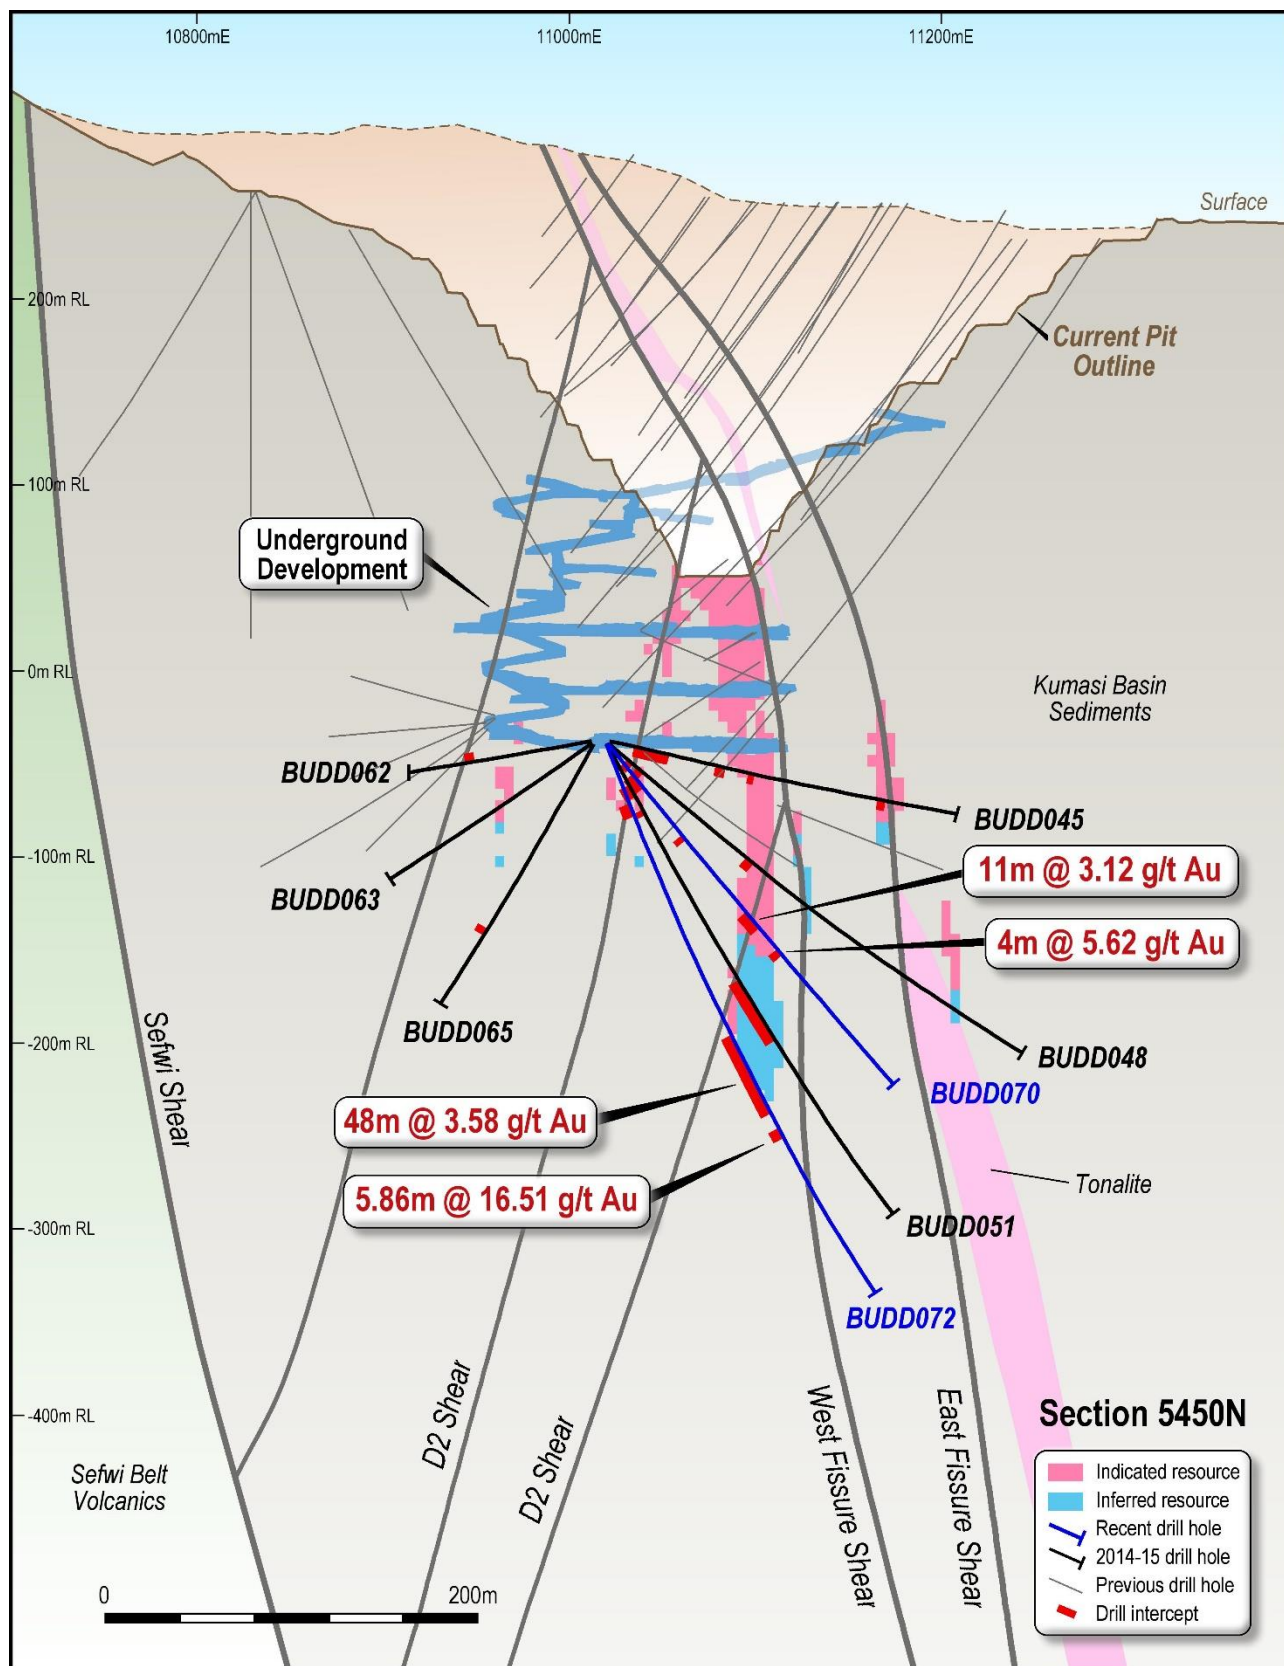 10800mE
11000mE
11200mE
Surface
200m RL
Current Pit
Outline
100m RL
Underground
Development
0m RL
Kumasi Basin
Sediments
BUDD062
BUDD045
-100m RL
11m @ 3.12 g/t Au
BUDD063
4m @ 5.62 g/t Au
BUDD065
Sefwi Shear
-200m RL
BUDD048
BUDD070
48m @ 3.58 g/t Au
Tonalite
5.86m @ 16.51 g/t Au
-300m RL
BUDD051
BUDD072
D2 Shear
D2 Shear
West Fissure Shear
East Fissure Shear
-400m RL
Sefwi Belt
Volcanics
Section 5450N
Indicated resource
Inferred resource
Recent drill hole
2014-15 drill hole
Previous drill hole
Drill intercept
0
200m